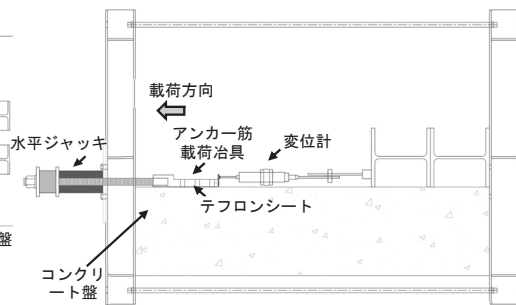 載荷方向
アンカー筋
載荷冶具
変位計
水平ジャッキ
テフロンシート
盤
コンクリ
ート盤